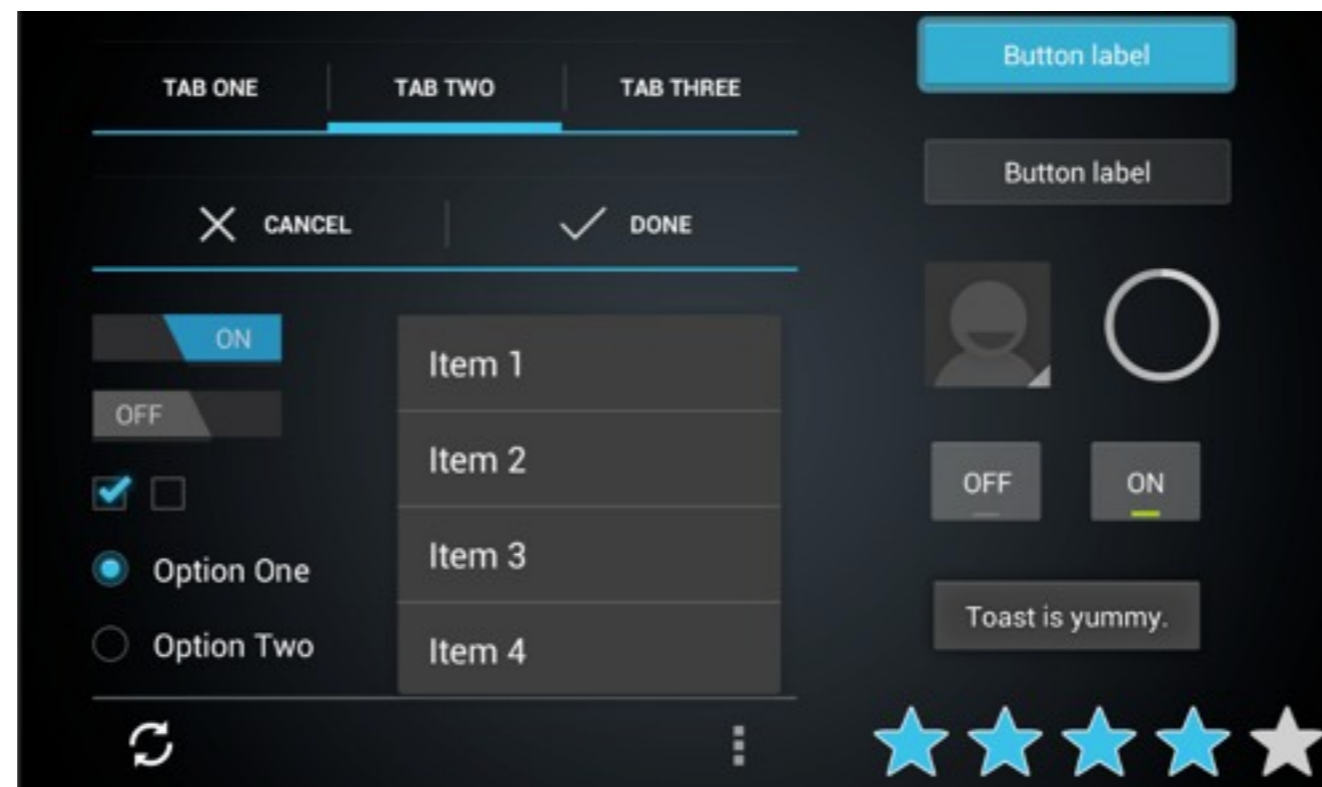 TAB ONE TAB TWO TAB THREE
CANCEL DONE
ON
OFF
Option One
Option Two
Item 1
Item 2
Item 3
Item 4
Button label
Button label
OFF ON
Toast is yummy.